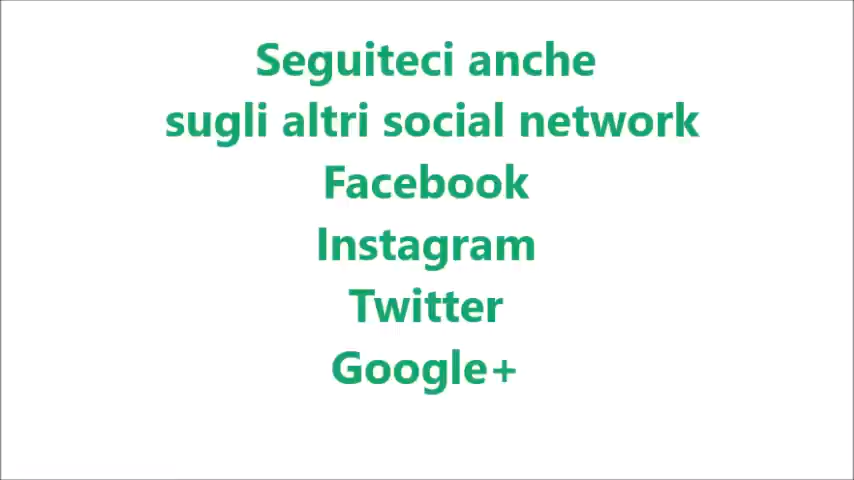 Seguiteci anche
sugli altri social network
Facebook
Instagram
Twitter
Google+